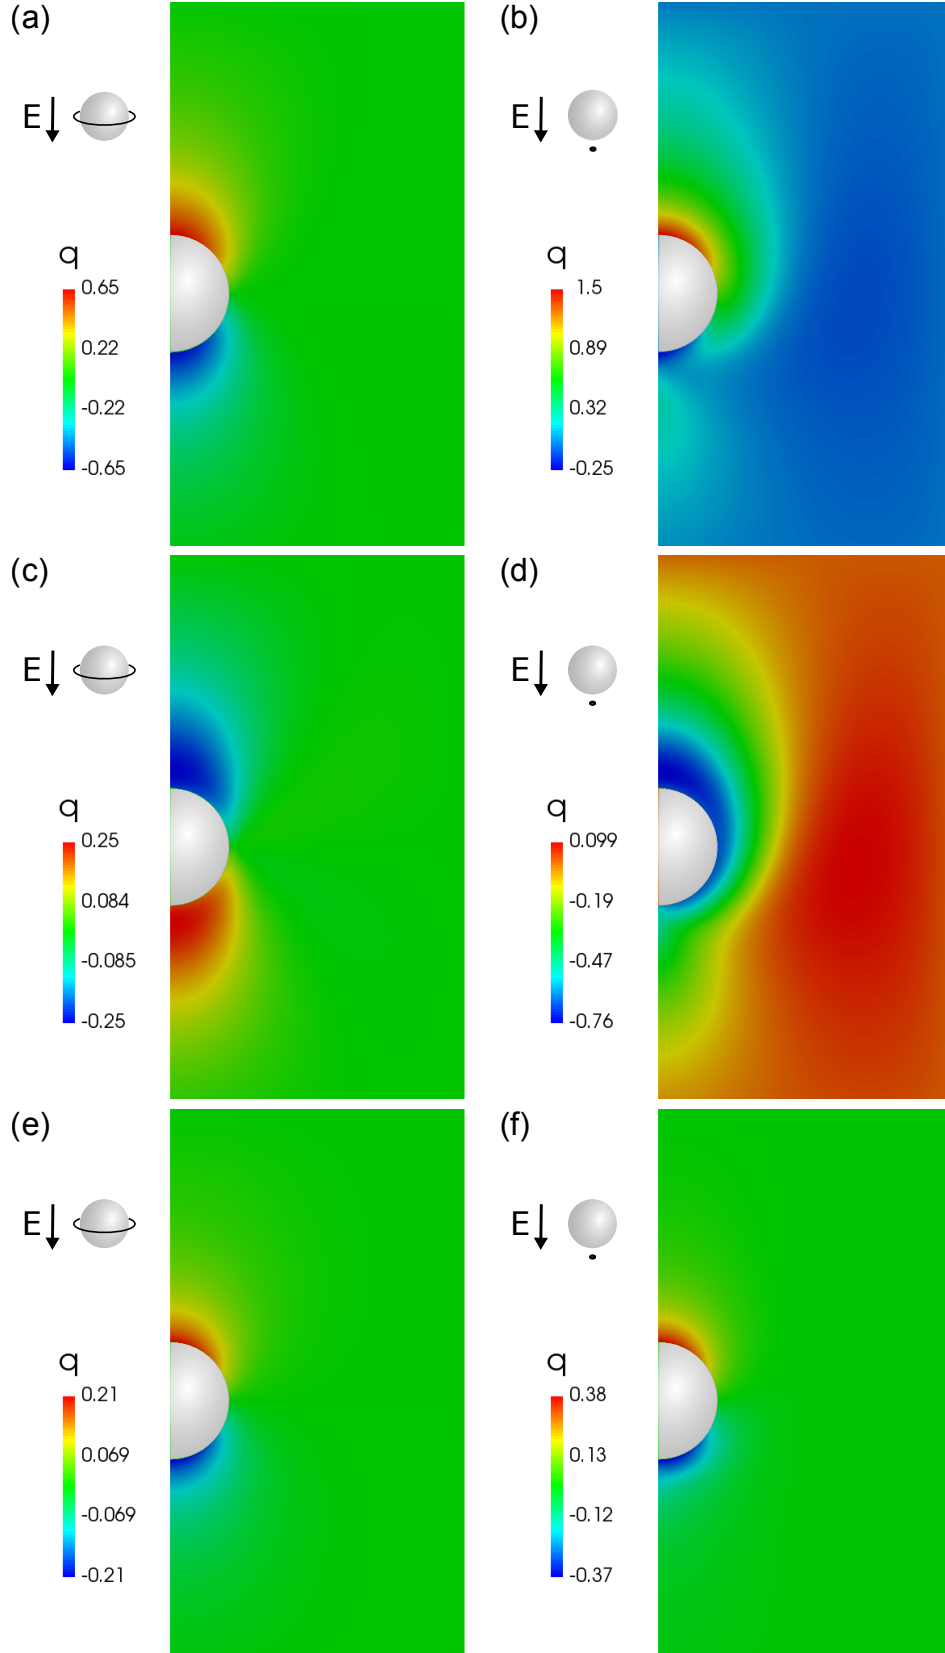 (a)
E
q
0.65
0.22
-0.22
-0.65
(b)
E
q
1.5
0.89
0.32
-0.25
(c)
E
q
0.25
0.084
-0.085
-0.25
(d)
E
q
0.099
-0.19
-0.47
-0.76
(e)
E
q
0.21
0.069
-0.069
-0.21
(f)
E
q
0.38
0.13
-0.12
-0.37